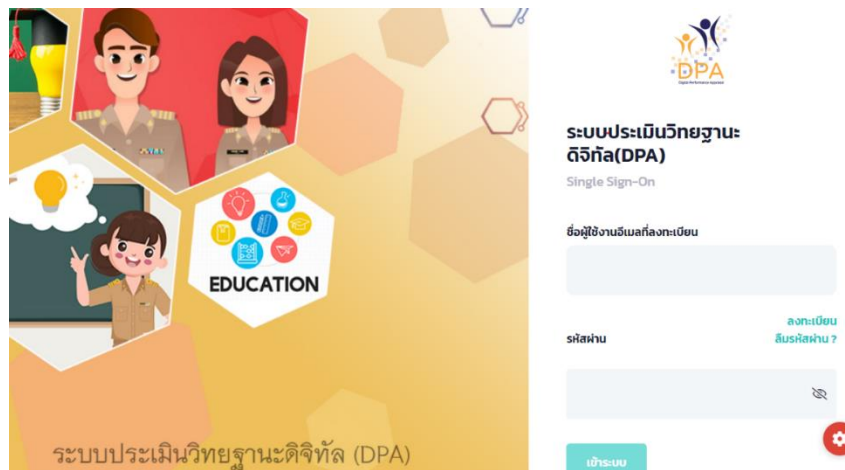 EDUCATION
ระบบประเมินวิทยฐานะดิจิทัล (DPA)
DPA
ระบบประเมินวิทยฐานะ
ดิจิทัล(DPA)
Single Sign-On
ชื่อผู้ใช้งานอีเมลที่ลงทะเบียน
ลงทะเบียน
รหัสผ่าน
ลืมรหัสผ่าน ?
เข้าระบบ